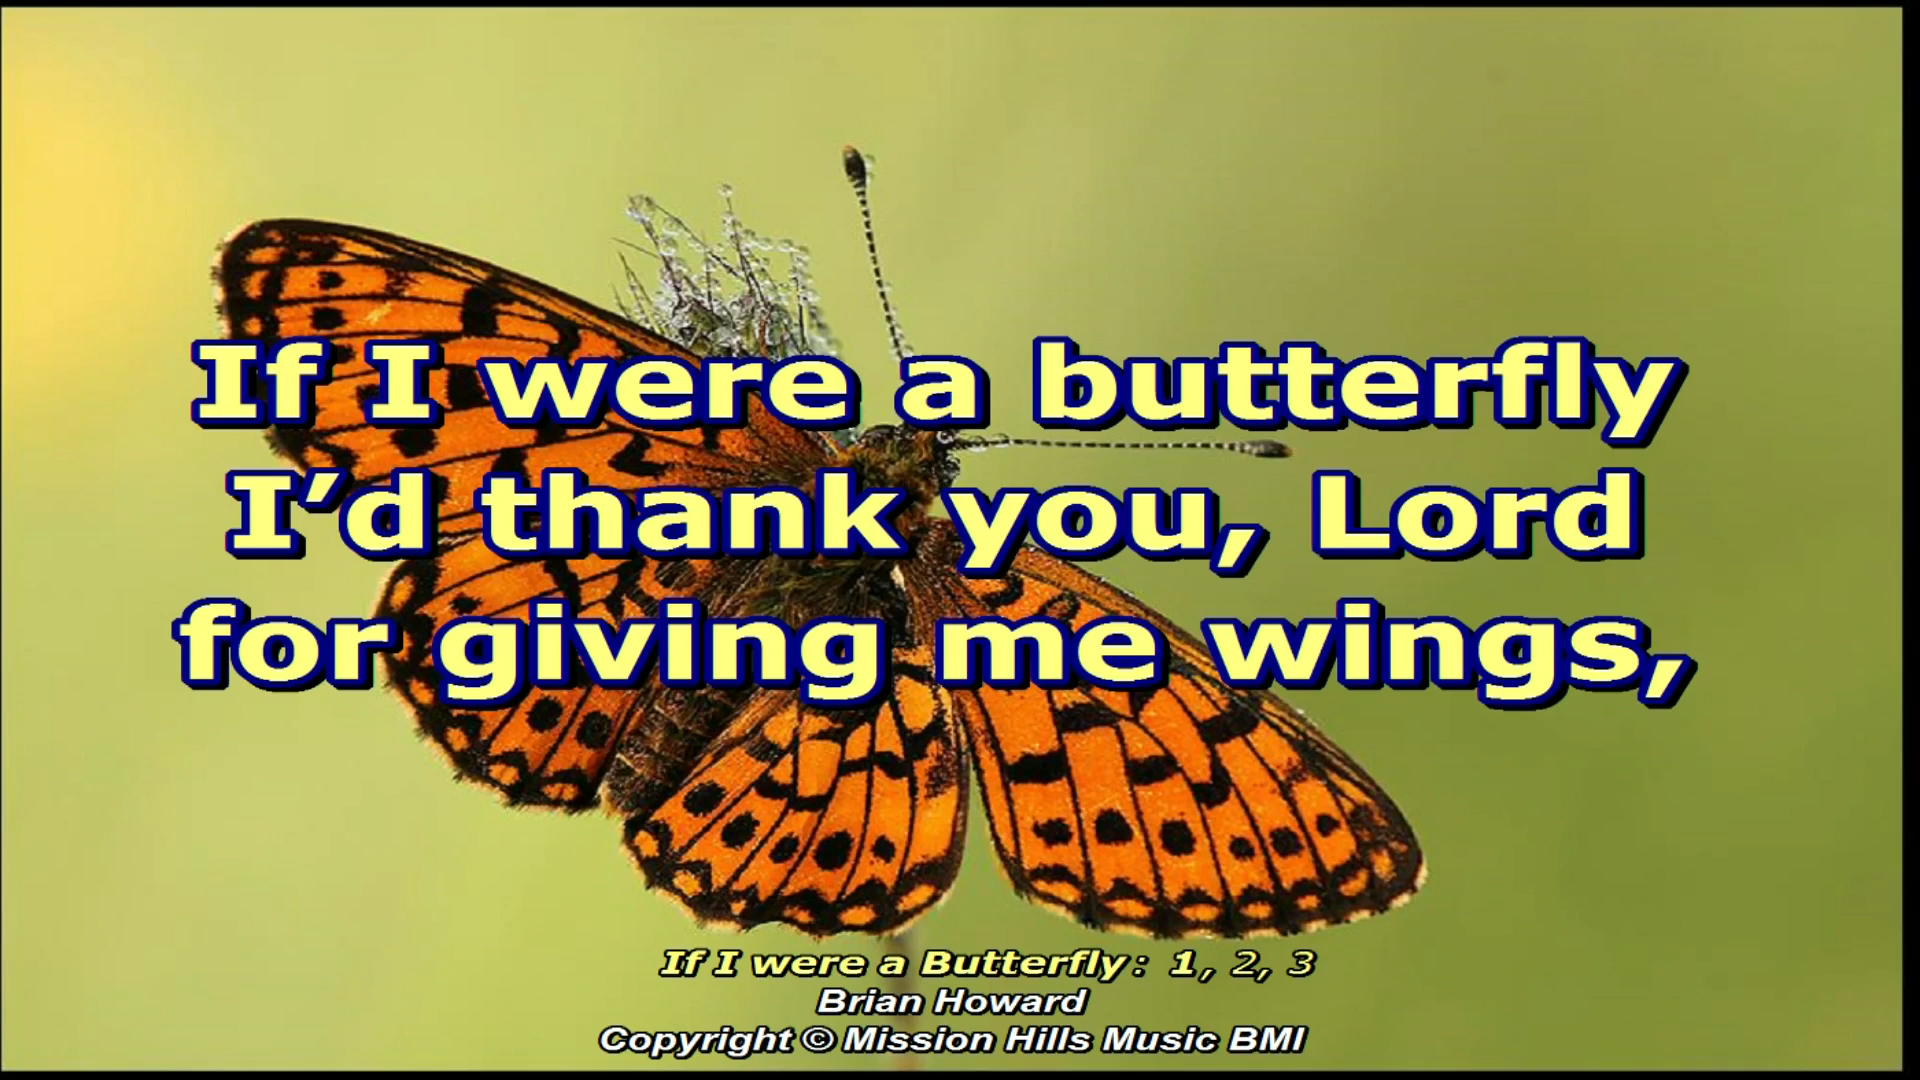 If I were a butterfly
I’d thank you, Lord
for giving me wings,
If I were a Butterfly: 1, 2, 3
Brian Howard
Copyright © Mission Hills Music BMI